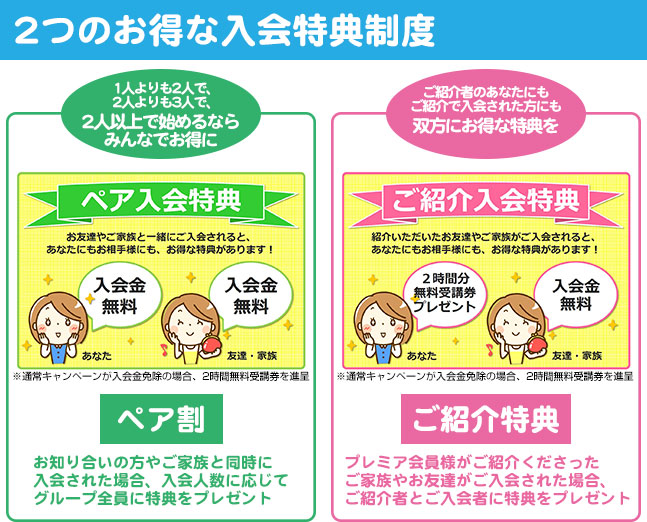 2つのお得な入会特典制度
1人よりも2人で、
2人よりも3人で、
2人以上で始めるなら
みんなでお得に
ペア入会特典
お友達やご家族と一緒にご入会されると、
あなたにもお相手様にも、お得な特典があります！
入会金
無料
入会金
無料
あなた
友達・家族
※通常キャンペーンが入会金免除の場合、2時間無料受講券を進呈
ペア割
お知り合いの方やご家族と同時に
入会された場合、入会人数に応じて
グループ全員に特典をプレゼント
ご紹介者のあなたにも
ご紹介で入会された方にも
双方にお得な特典を
ご紹介入会特典
紹介いただいたお友達やご家族がご入会されると、
あなたにもお相手様にも、お得な特典があります！
２時間分
無料受講券
プレゼント
入会金
無料
あなた
友達・家族
※通常キャンペーンが入会金免除の場合、2時間無料受講券を進呈
ご紹介特典
プレミア会員様がご紹介くださった
ご家族やお友達がご入会された場合、
ご紹介者とご入会者に特典をプレゼント